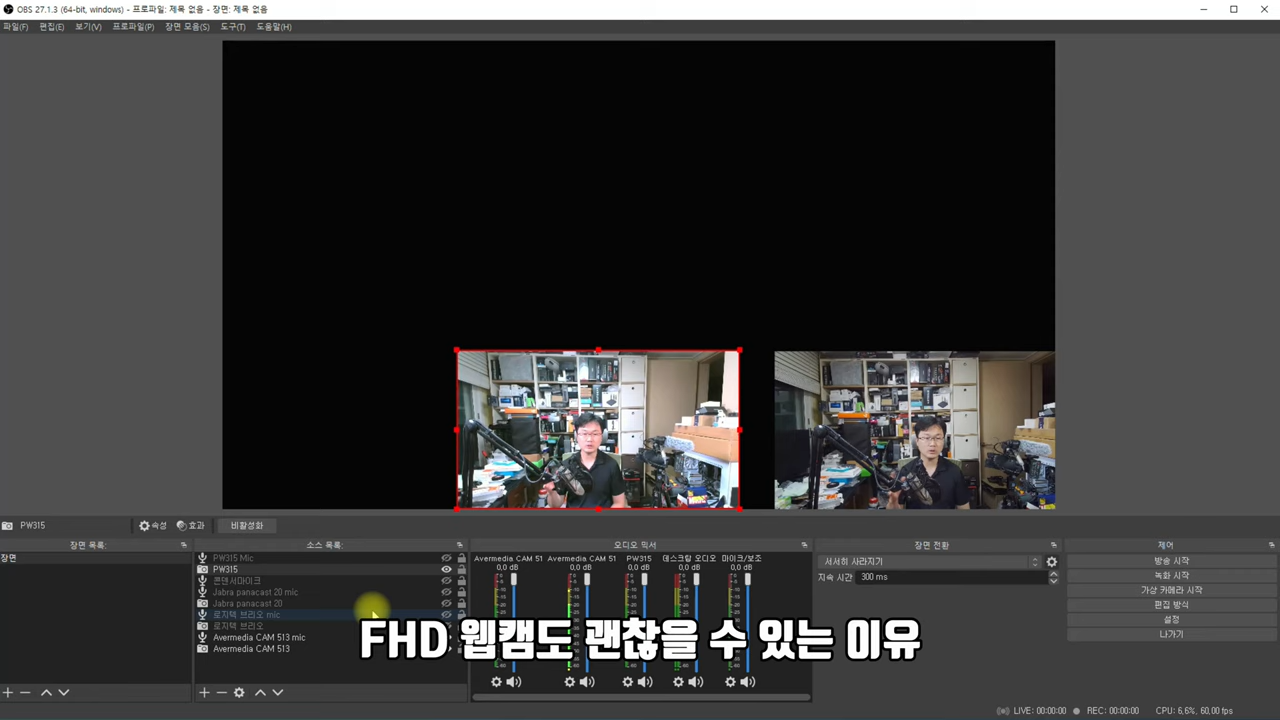 OBS 27.1.3 (64-bit, windows) - 프로파일: 제목 없음 - 장면: 제목 없음
파일(F) 편집(E) 보기(V) 프로파일(P) 장면 모음(S) 도구(T) 도움말(H)
PW315 속성 효과 비활성화
장면 목록: 소스 목록: 오디오 믹서 장면 전환 제어
장면
PW315 Mic
PW315
콘덴서마이크
Jabra panacast 20 mic
Jabra panacast 20
로지텍 브리오 mic
로지텍 브리오
Avermedia CAM 513 mic
Avermedia CAM 513
Avermedia CAM 51 Avermedia CAM 51 PW315 데스크탑 오디오 마이크/보조
0,0 dB 0,0 dB 0,0 dB 0,0 dB 0,0 dB
서서히 사라지기
지속 시간 300 ms
방송 시작
녹화 시작
가상 카메라 시작
편집 방식
설정
나가기
FHD 웹캠도 괜찮을 수 있는 이유
LIVE: 00:00:00 REC: 00:00:00 CPU: 6,6%, 60,00 fps